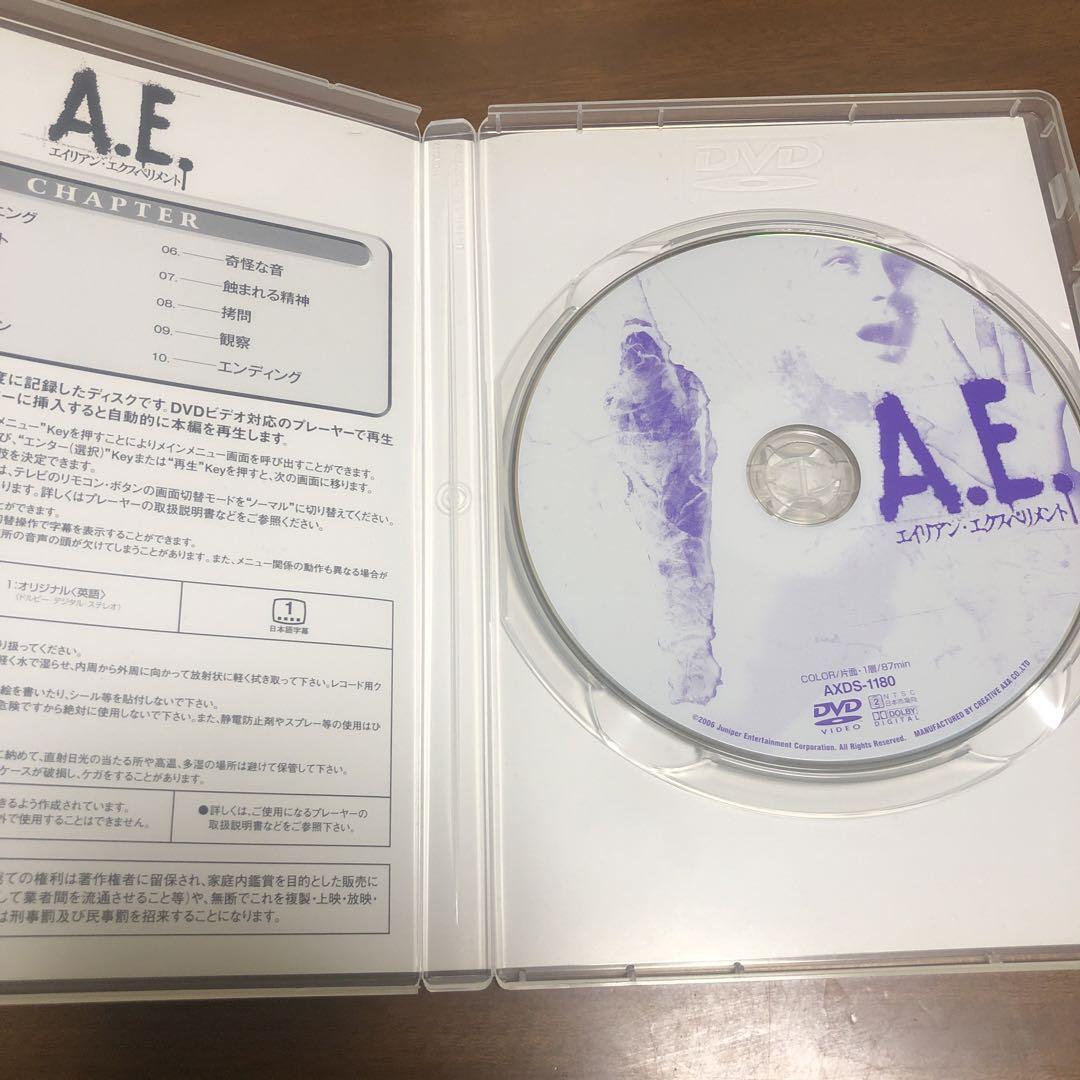 A.E.
エイリアン・エクスペリメント
CHAPTER
ニング
06.——奇怪な音
07.——蝕まれる精神
08.——拷問
09.——観察
10.——エンディング
度に記録したディスクです。DVDビデオ対応のプレーヤーで再生
ーに挿入すると自動的に本編を再生します。
メニュー”Keyを押すことによりメインメニュー画面を呼び出すことができます。
び、“エンター(選択)”Keyまたは“再生”Keyを押すと、次の画面に移ります。
を決定できます。
は、テレビのリモコン・ボタンの画面切替モードを“ノーマル”に切り替えてください。
ります。詳しくはプレーヤーの取扱説明書などをご参照ください。
とができます。
切替操作で字幕を表示することができます。
所の音声の頭が欠けてしまうことがあります。また、メニュー関係の動作も異なる場合が
1:オリジナル〈英語〉
(ドルビー・デジタル/ステレオ)
1
日本語字幕
り扱ってください。
軽く水で湿らせ、内周から外周に向かって放射状に軽く拭き取って下さい。レコード用ク
絵を書いたり、シール等を貼付しないで下さい。
危険ですから絶対に使用しないで下さい。また、静電防止剤やスプレー等の使用はひ
に納めて、直射日光の当たる所や高温、多湿の場所は避けて保管して下さい。
ケースが破損し、ケガをすることがあります。
きるよう作成されています。
外で使用することはできません。
●詳しくは、ご使用になるプレーヤーの
取扱説明書などをご参照下さい。
ての権利は著作権者に留保され、家庭内鑑賞を目的とした販売に
して業者間を流通させること等)や、無断でこれを複製・上映・放映・
は刑事罰及び民事罰を招来することになります。
DVD
A.E.
エイリアン・エクスペリメント
COLOR/片面・1層/87min
AXDS-1180
DVD
VIDEO
2
NTSC
日本市場向
DOLBY
DIGITAL
©2006 Juniper Entertainment Corporation. All Rights Reserved.
MANUFACTURED BY CREATIVE AXA CO.,LTD